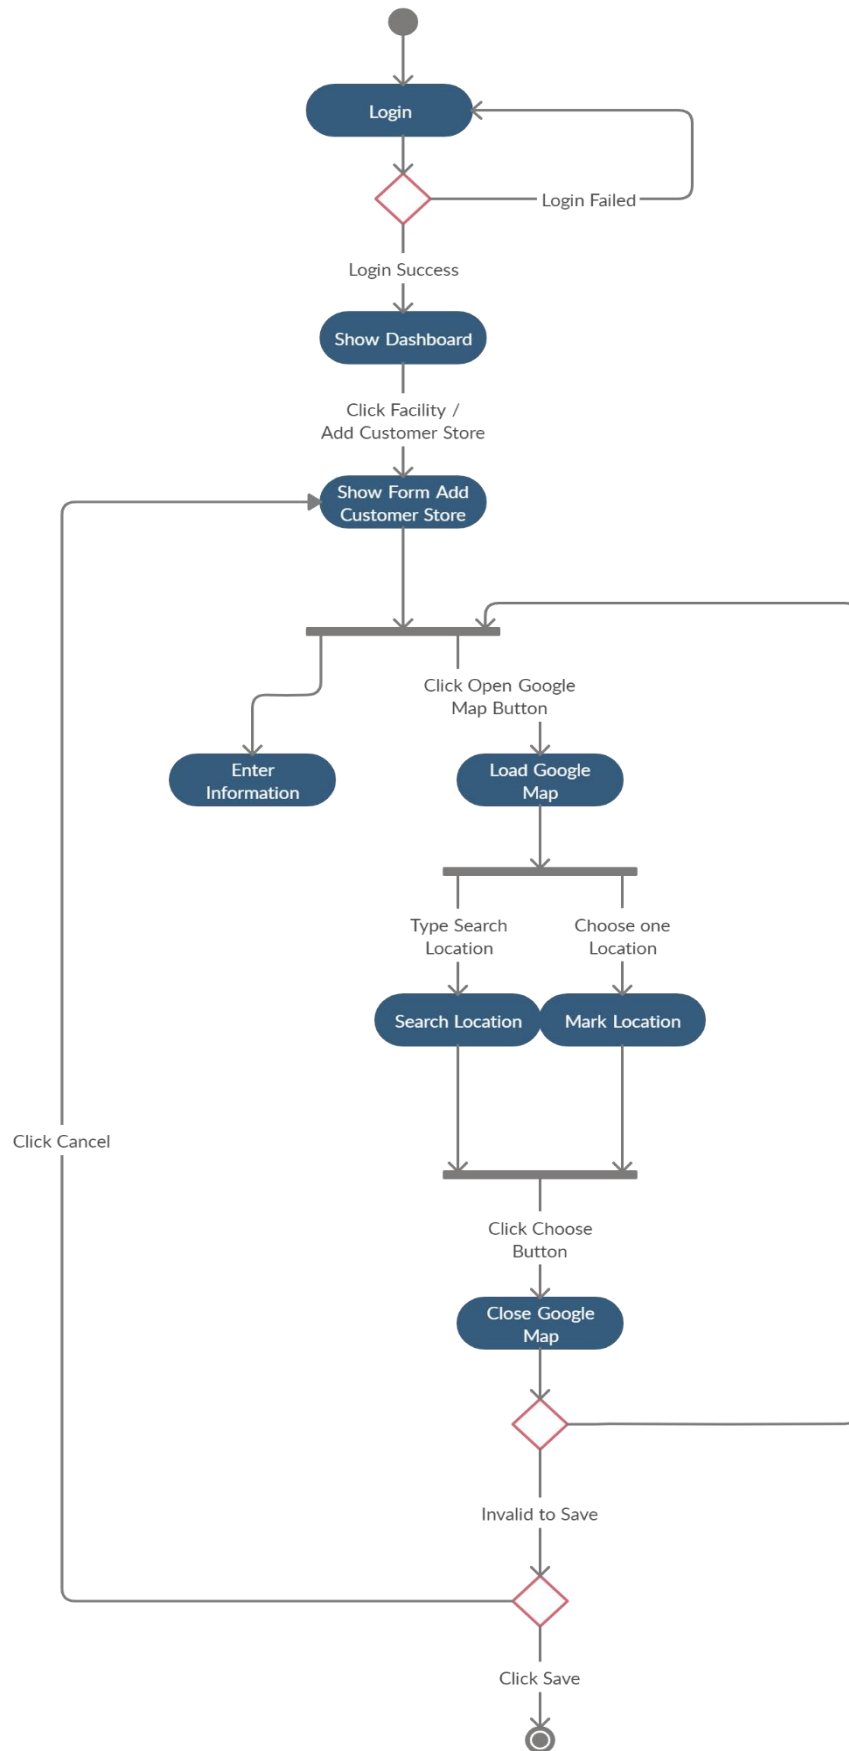 Login
Login Failed
Login Success
Show Dashboard
Click Facility /
Add Customer Store
Show Form Add
Customer Store
Click Open Google
Map Button
Enter
Information
Load Google
Map
Type Search
Location
Choose one
Location
Search Location
Mark Location
Click Cancel
Click Choose
Button
Close Google
Map
Invalid to Save
Click Save